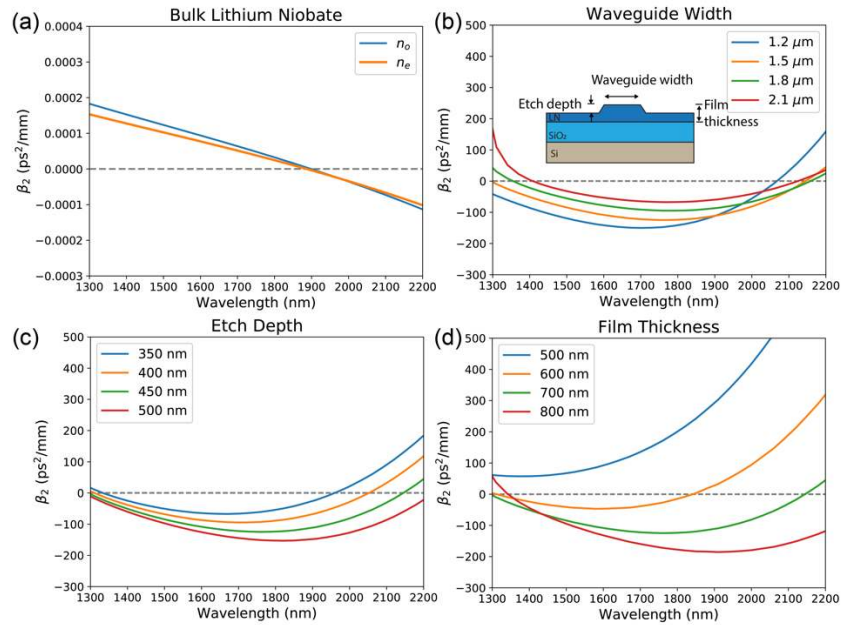 (a)
Bulk Lithium Niobate
0.0004
0.0003
0.0002
0.0001
0.0000
−0.0001
−0.0002
−0.0003
β₂ (ps²/mm)
nₒ
nₑ
1300 1400 1500 1600 1700 1800 1900 2000 2100 2200
Wavelength (nm)
(b)
Waveguide Width
500
400
300
200
100
0
−100
−200
−300
β₂ (ps²/mm)
1.2 μm
1.5 μm
1.8 μm
2.1 μm
Waveguide width
Etch depth
Film
thickness
LN
SiO₂
Si
1300 1400 1500 1600 1700 1800 1900 2000 2100 2200
Wavelength (nm)
(c)
Etch Depth
500
400
300
200
100
0
−100
−200
−300
β₂ (ps²/mm)
350 nm
400 nm
450 nm
500 nm
1300 1400 1500 1600 1700 1800 1900 2000 2100 2200
Wavelength (nm)
(d)
Film Thickness
500
400
300
200
100
0
−100
−200
−300
β₂ (ps²/mm)
500 nm
600 nm
700 nm
800 nm
1300 1400 1500 1600 1700 1800 1900 2000 2100 2200
Wavelength (nm)